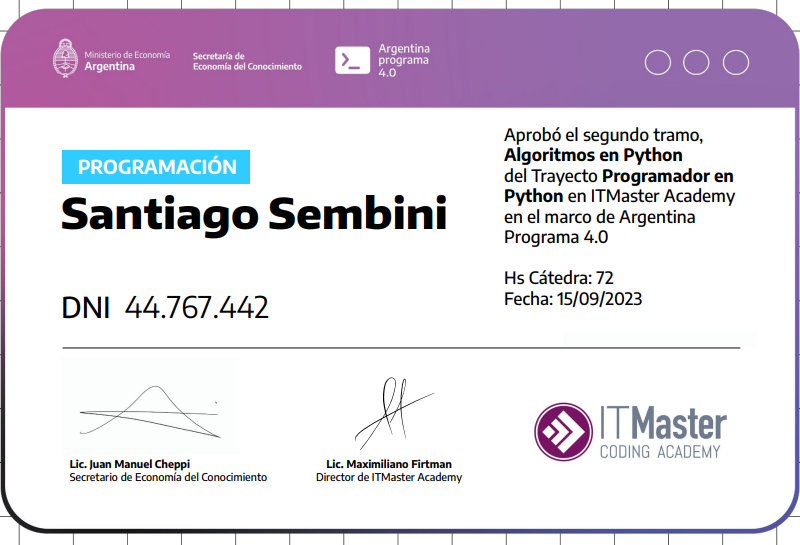 Ministerio de Economía
Argentina
Secretaría de
Economía del Conocimiento
Argentina
programa
4.0
PROGRAMACIÓN
Santiago Sembini
DNI 44.767.442
Aprobó el segundo tramo,
Algoritmos en Python
del Trayecto Programador en
Python en ITMaster Academy
en el marco de Argentina
Programa 4.0
Hs Cátedra: 72
Fecha: 15/09/2023
Lic. Juan Manuel Cheppi
Secretario de Economía del Conocimiento
Lic. Maximiliano Firtman
Director de ITMaster Academy
ITMaster
CODING ACADEMY